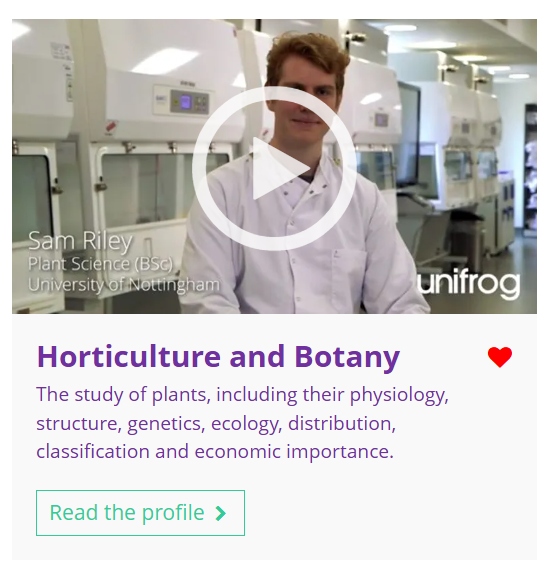 Sam Riley
Plant Science (BSc)
University of Nottingham
unifrog
Horticulture and Botany
The study of plants, including their physiology,
structure, genetics, ecology, distribution,
classification and economic importance.
Read the profile